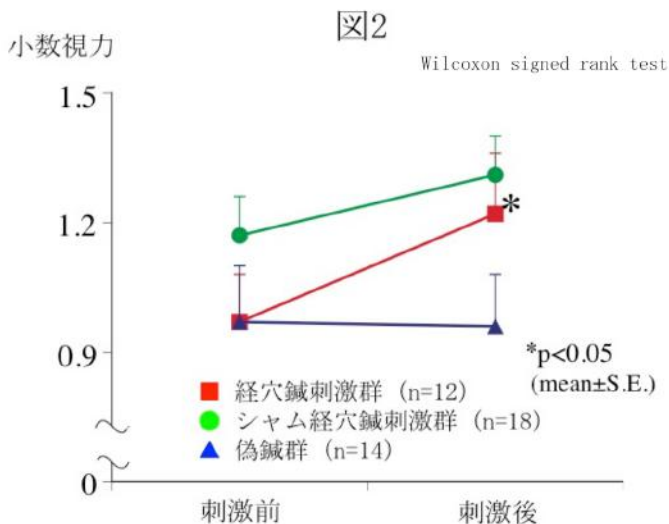 図2
小数視力
Wilcoxon signed rank test
1.5
1.2
*
0.9
*p<0.05
(mean±S.E.)
経穴鍼刺激群 (n=12)
シャム経穴鍼刺激群 (n=18)
偽鍼群 (n=14)
0
刺激前
刺激後